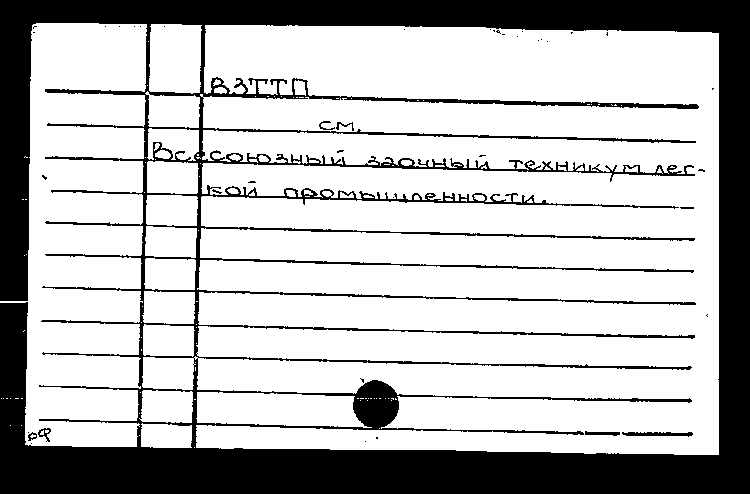 ВЗТТП
см.
Всесоюзный заочный техникум лег-
кой промышленности.
рф